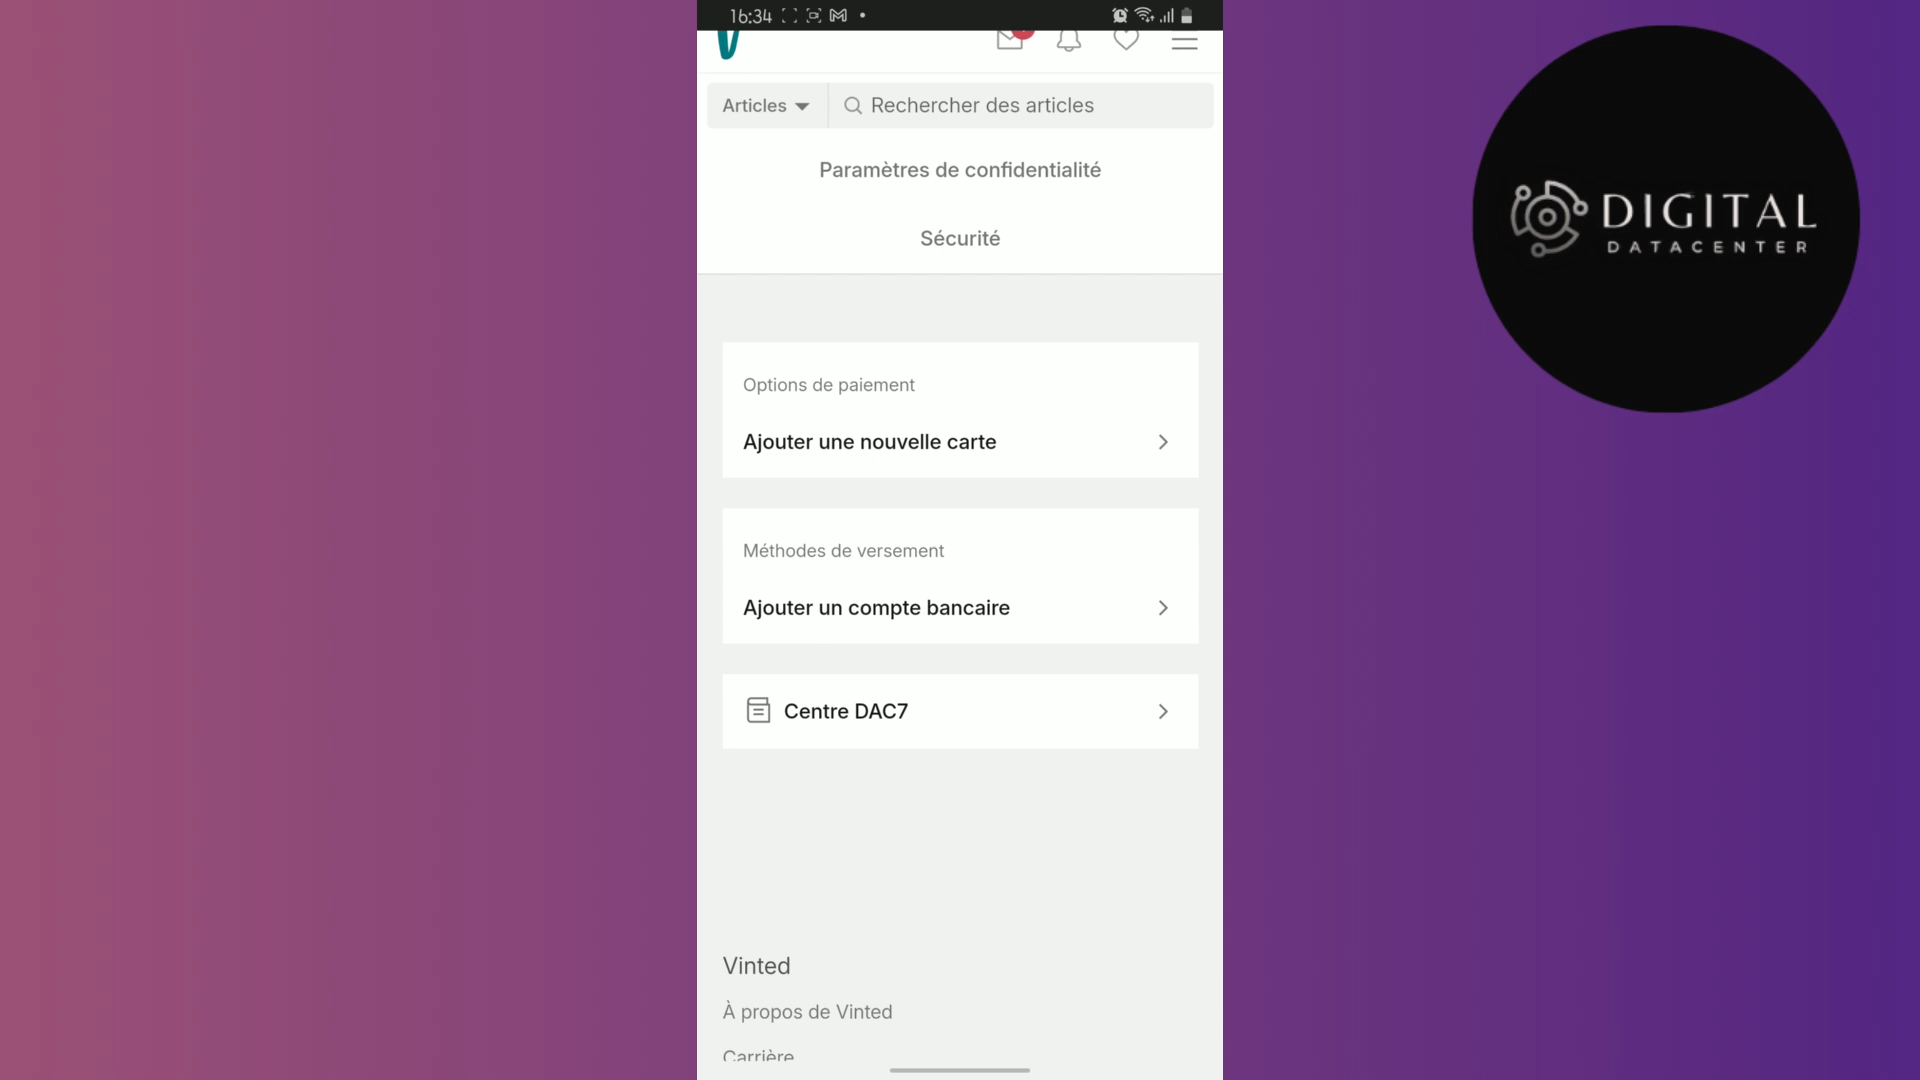 16:34
Articles
Rechercher des articles
Paramètres de confidentialité
Sécurité
Options de paiement
Ajouter une nouvelle carte
Méthodes de versement
Ajouter un compte bancaire
Centre DAC7
Vinted
À propos de Vinted
Carrière
DIGITAL
DATACENTER